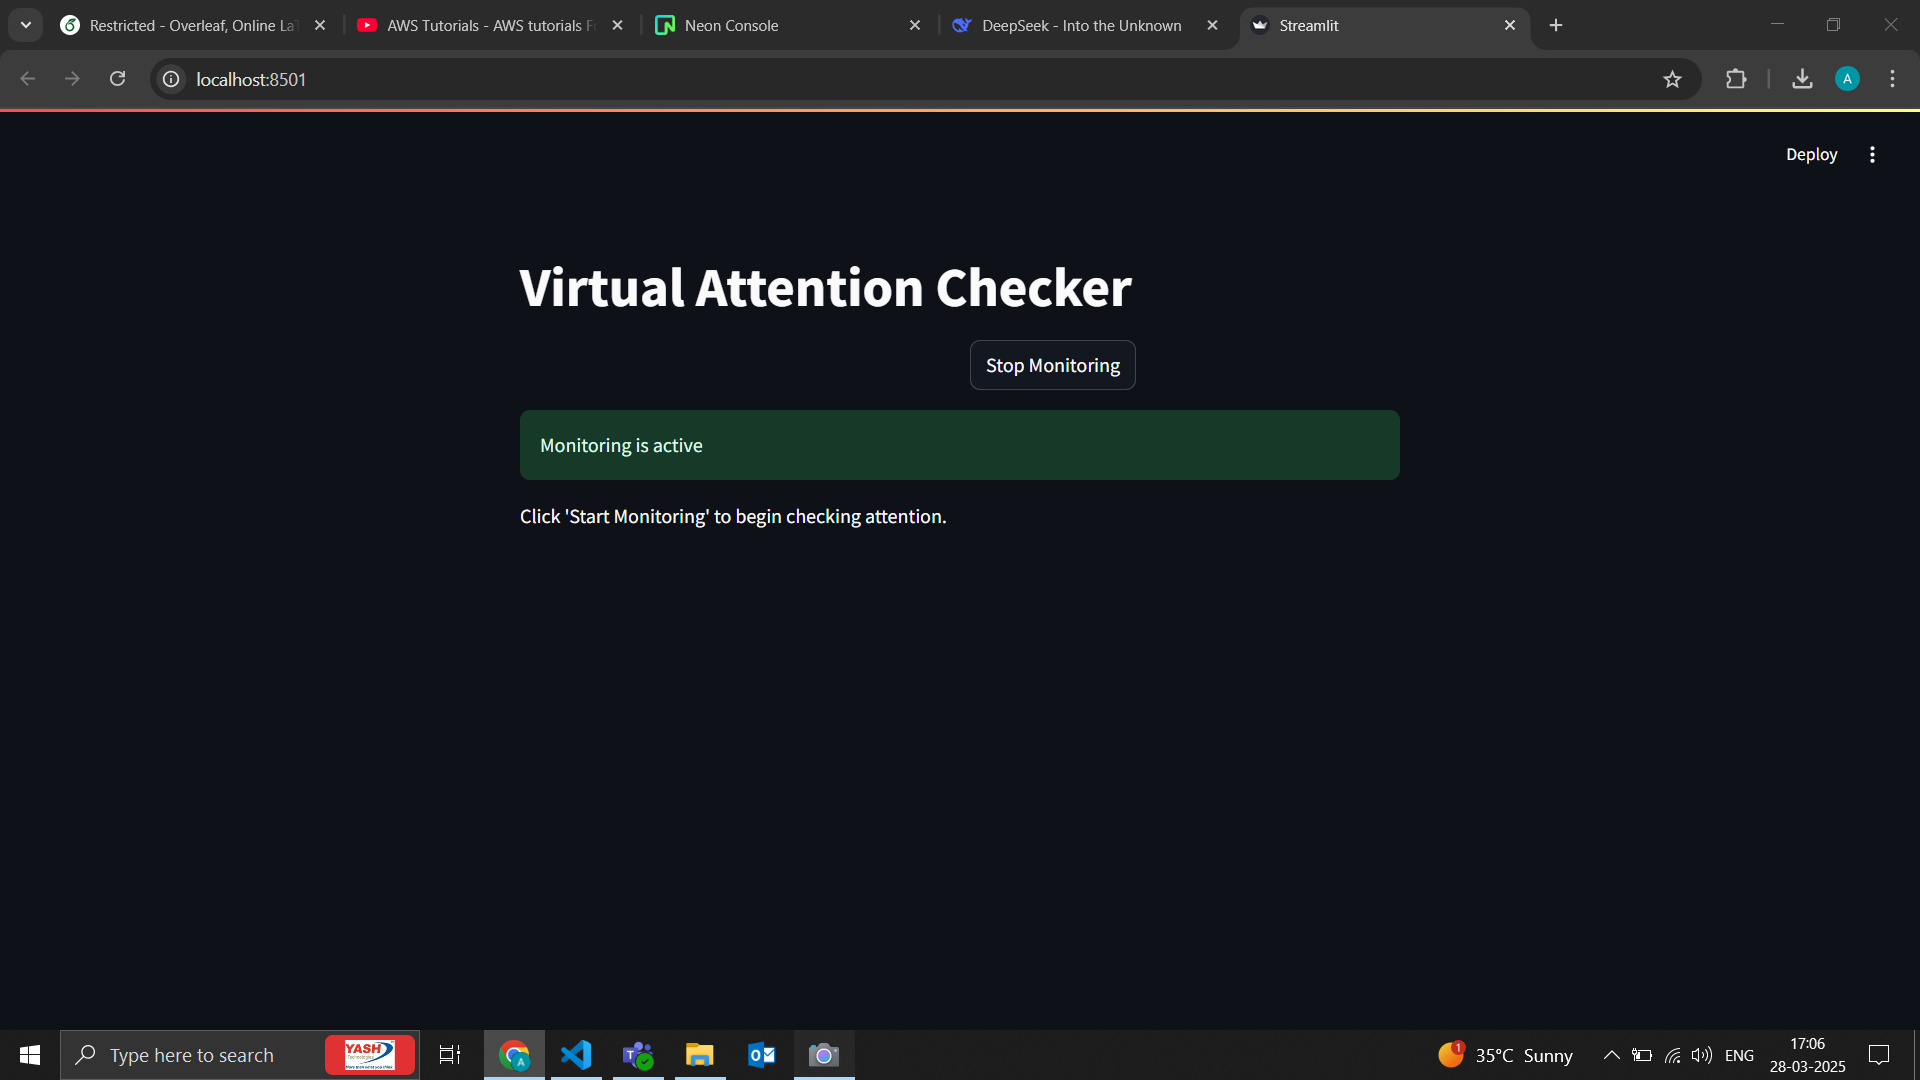 Restricted - Overleaf, Online LaT
AWS Tutorials - AWS tutorials F
Neon Console
DeepSeek - Into the Unknown
Streamlit
localhost:8501
A
Deploy
Virtual Attention Checker
Stop Monitoring
Monitoring is active
Click 'Start Monitoring' to begin checking attention.
Type here to search
YASH
Technologies
1
35°C Sunny
ENG
17:06
28-03-2025